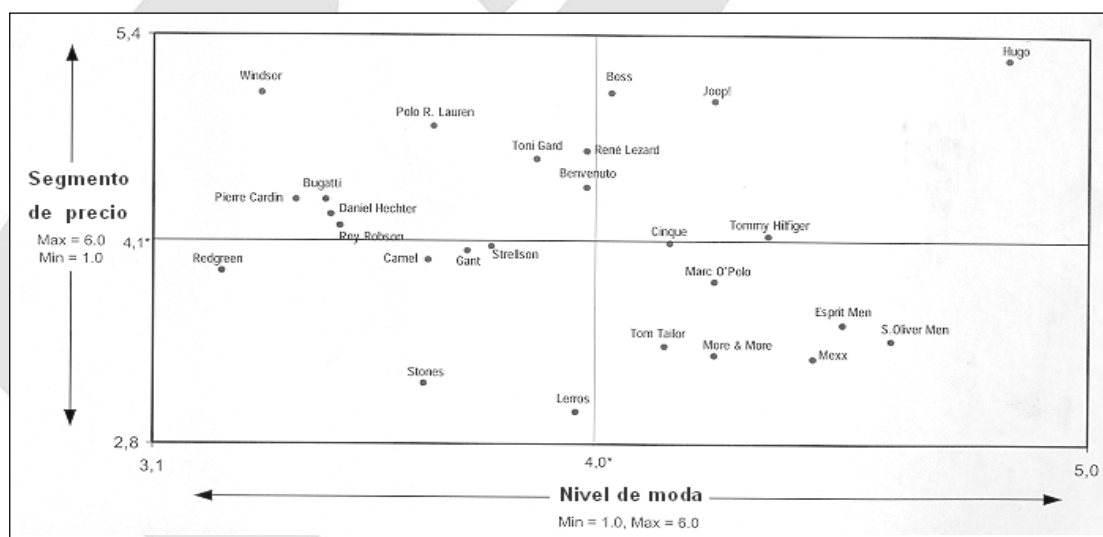 5,4
Hugo
Windsor
Boss
Joop!
Polo R. Lauren
Toni Gard
René Lezard
Benvenuto
Segmento
de precio
Max = 6.0
Min = 1.0
Bugatti
Pierre Cardin
Daniel Hechter
Roy Robson
Tommy Hilfiger
Cinque
4,1*
Strellson
Redgreen
Camel
Gant
Marc O'Polo
Esprit Men
S.Oliver Men
Tom Tailor
More & More
Mexx
Stones
Lerros
2,8
3,1
4.0*
5,0
Nivel de moda
Min = 1.0, Max = 6.0